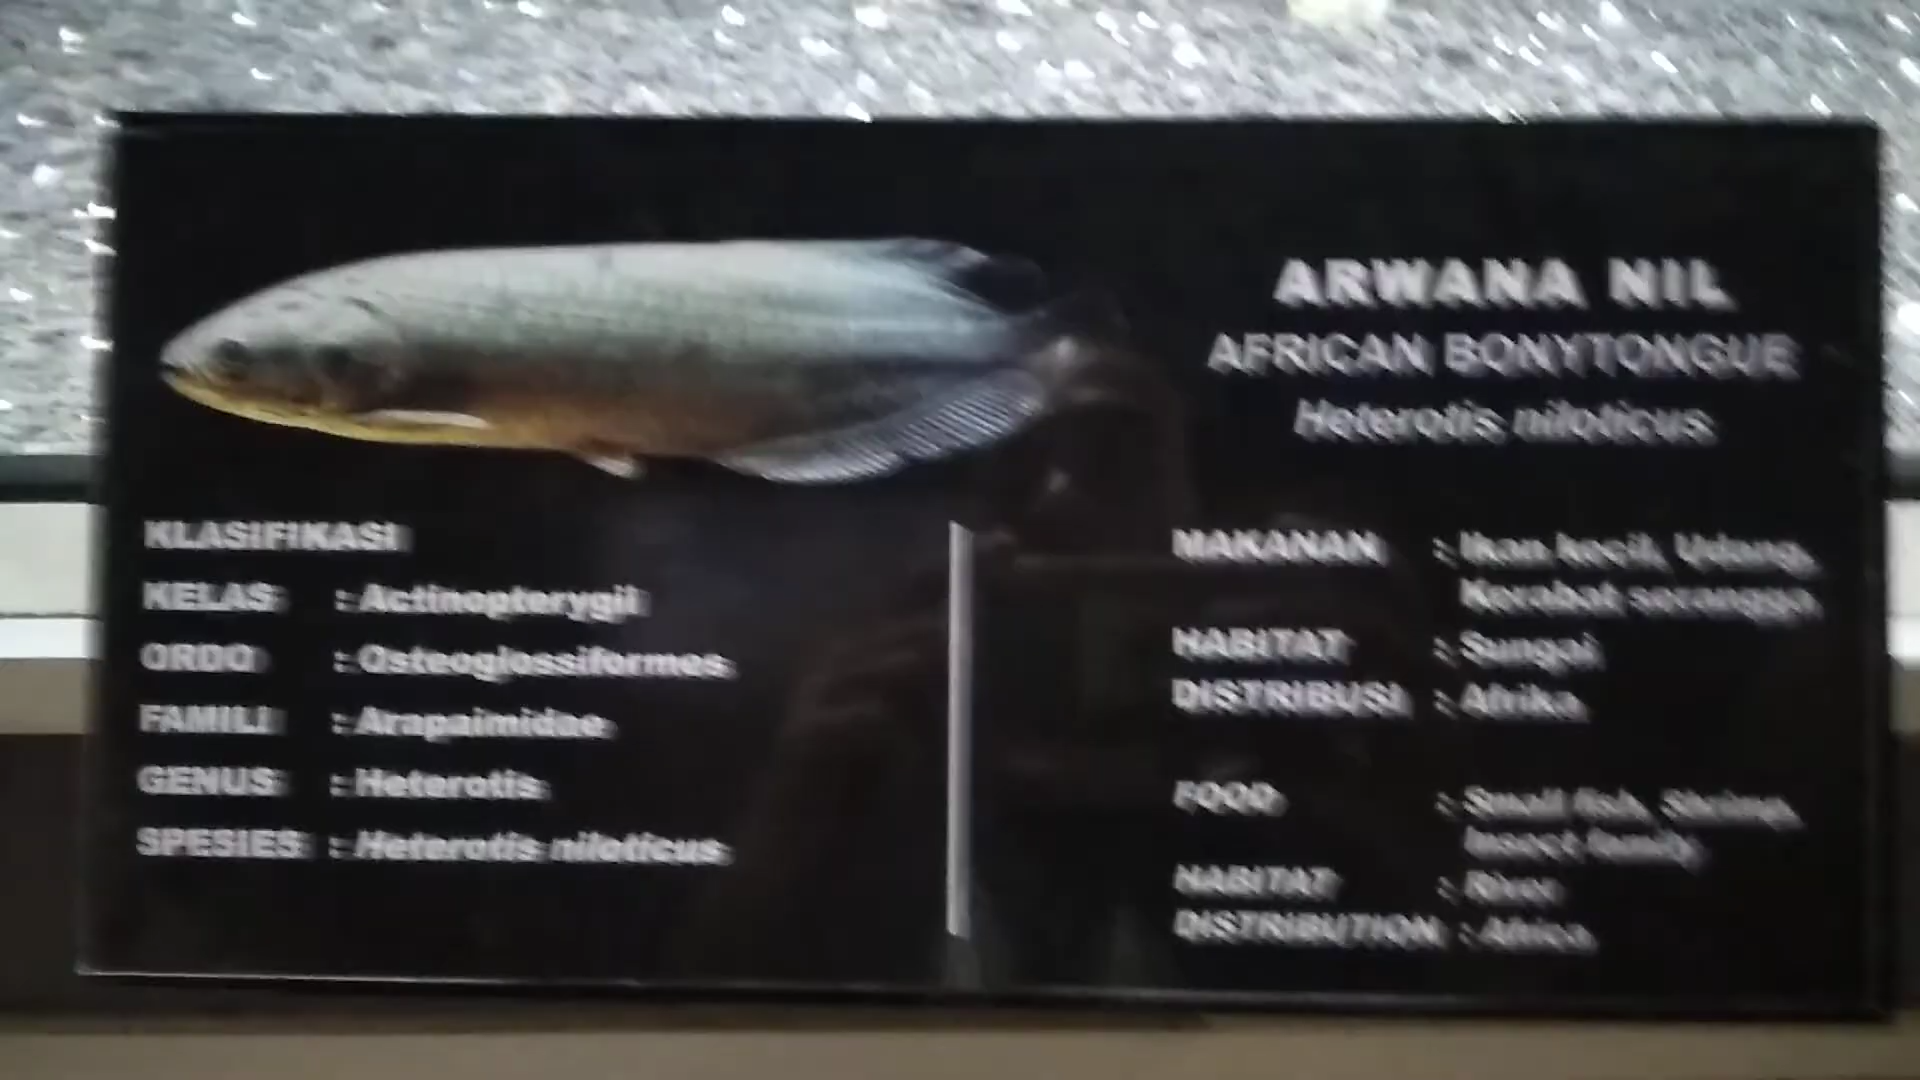 ARWANA NIL
AFRICAN BONYTONGUE
Heterotis niloticus
KLASIFIKASI
KELAS : Actinopterygii
ORDO : Osteoglossiformes
FAMILI : Arapaimidae
GENUS : Heterotis
SPESIES : Heterotis niloticus
MAKANAN : Ikan kecil, Udang,
Kerabat serangga
HABITAT : Sungai
DISTRIBUSI : Afrika
FOOD : Small fish, Shrimp,
Insect family
HABITAT : River
DISTRIBUTION : Africa